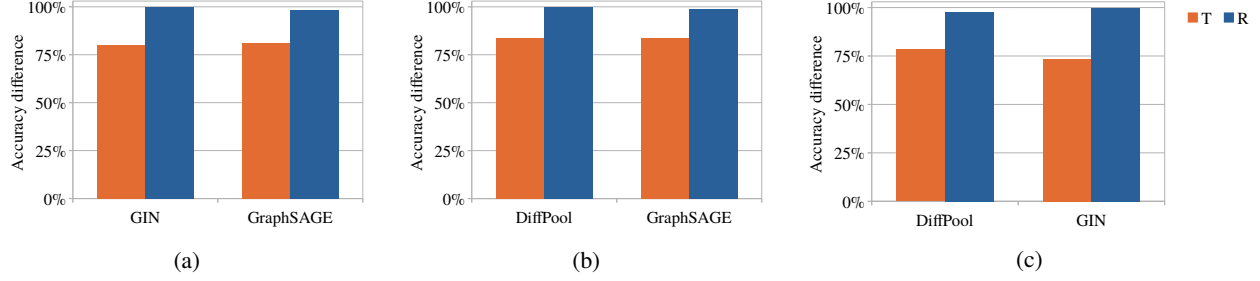 Accuracy difference
100%
75%
50%
25%
0%
GIN
GraphSAGE
(a)
Accuracy difference
100%
75%
50%
25%
0%
DiffPool
GraphSAGE
(b)
Accuracy difference
100%
75%
50%
25%
0%
DiffPool
GIN
(c)
T
R